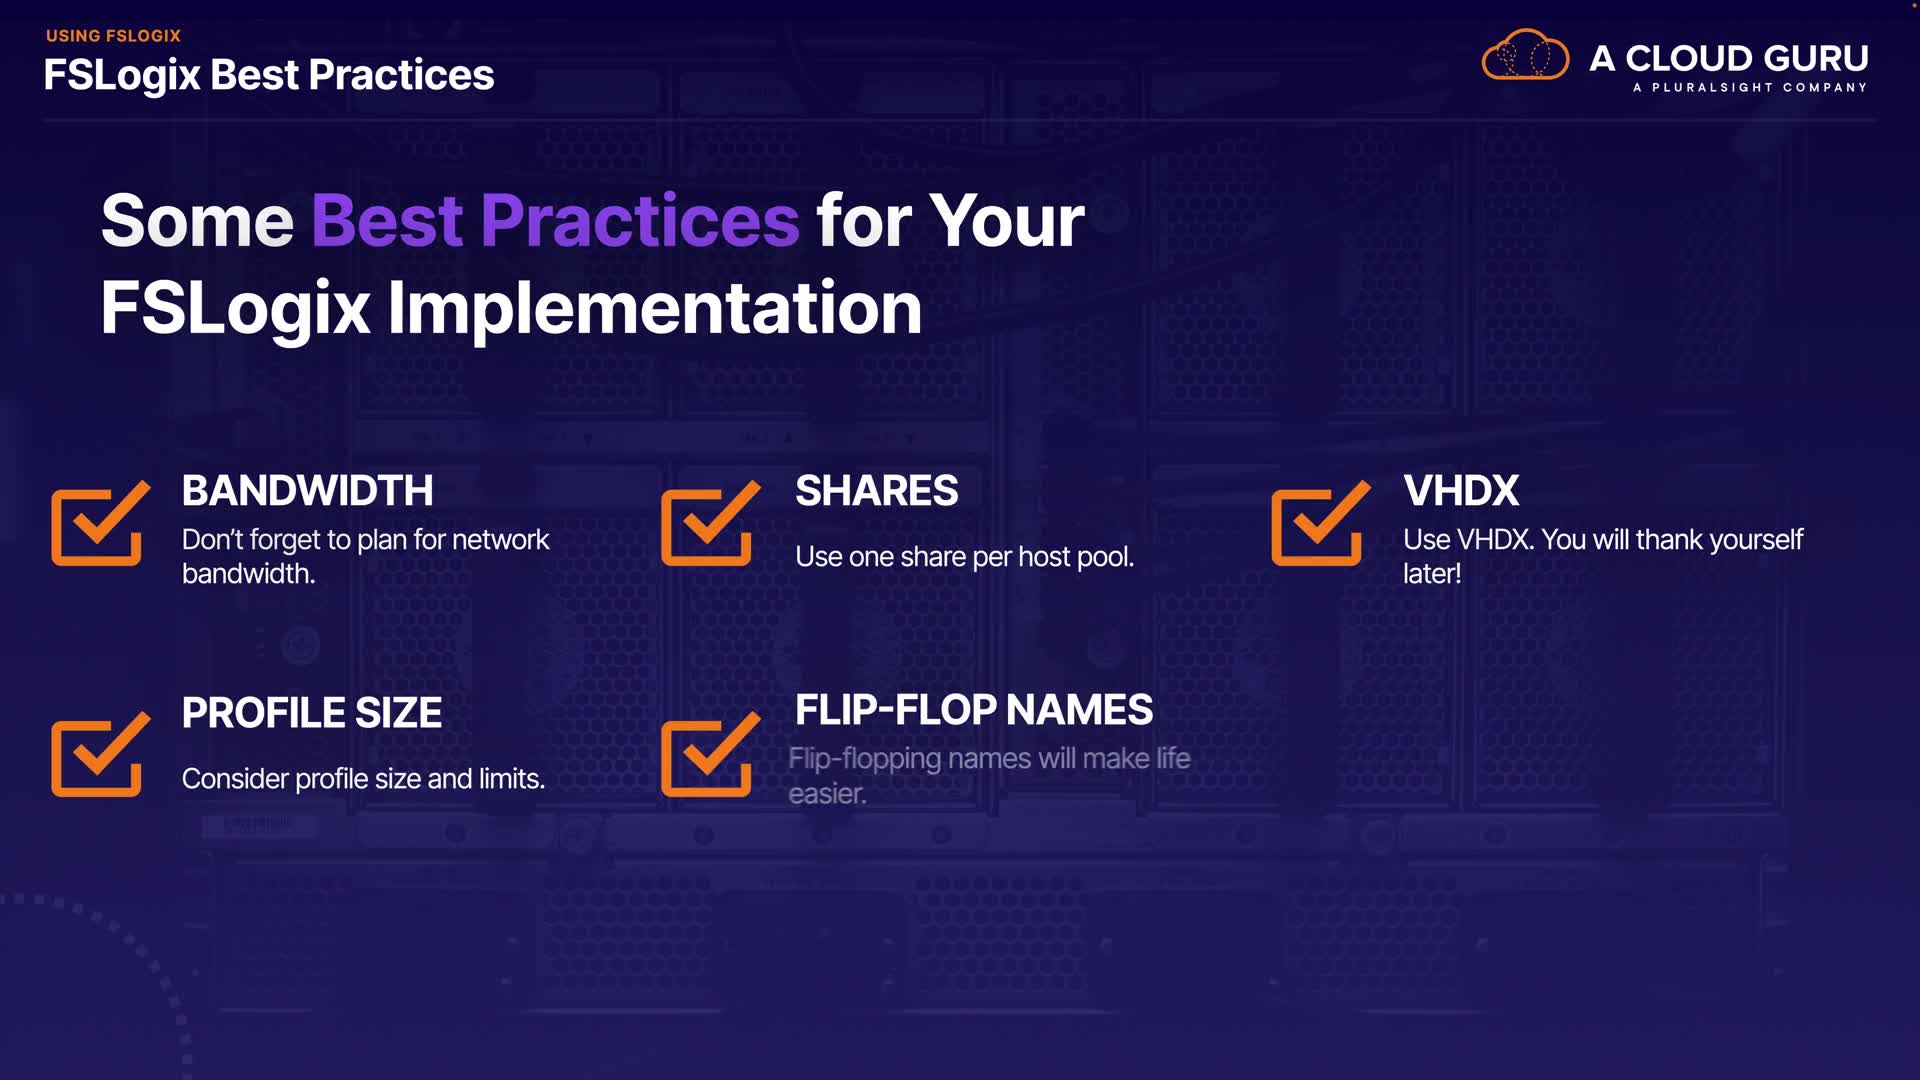 USING FSLOGIX
FSLogix Best Practices
A CLOUD GURU
A PLURALSIGHT COMPANY
Some Best Practices for Your
FSLogix Implementation
BANDWIDTH
Don’t forget to plan for network
bandwidth.
SHARES
Use one share per host pool.
VHDX
Use VHDX. You will thank yourself
later!
PROFILE SIZE
Consider profile size and limits.
FLIP-FLOP NAMES
Flip-flopping names will make life
easier.